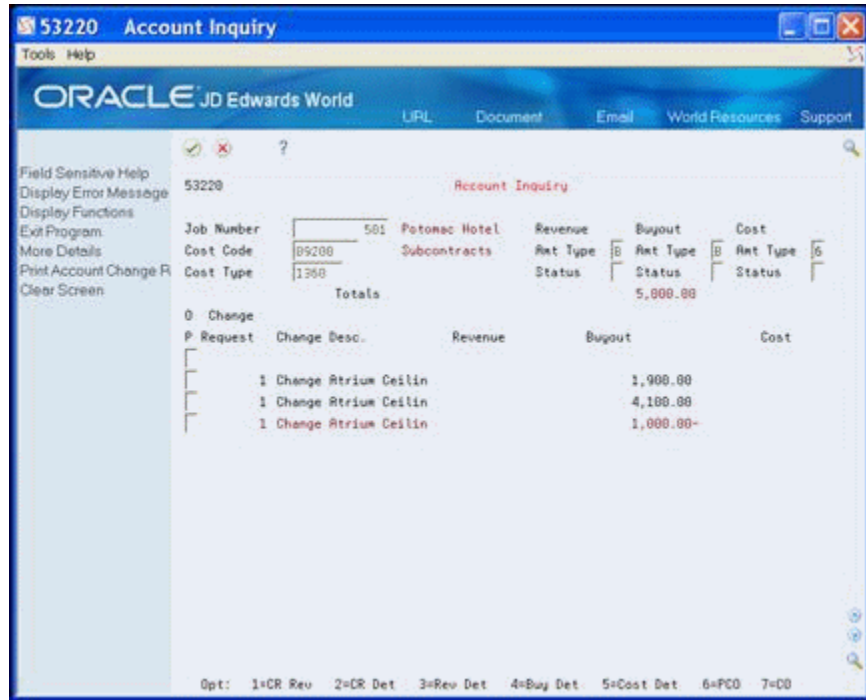 53220 Account Inquiry
Tools Help
ORACLE JD Edwards World
URL Document Email World Resources Support
?
Field Sensitive Help
Display Error Message
Display Functions
Exit Program
More Details
Print Account Change R
Clear Screen
53220 Account Inquiry
Job Number 501 Potomac Hotel Revenue Buyout Cost
Cost Code 09200 Subcontracts Amt Type B Amt Type B Amt Type 6
Cost Type 1360 Status Status Status
Totals 5,000.00
O Change
P Request Change Desc. Revenue Buyout Cost
1 Change Atrium Ceilin 1,900.00
1 Change Atrium Ceilin 4,100.00
1 Change Atrium Ceilin 1,000.00-
Opt: 1=CR Rev 2=CR Det 3=Rev Det 4=Buy Det 5=Cost Det 6=PCO 7=CO